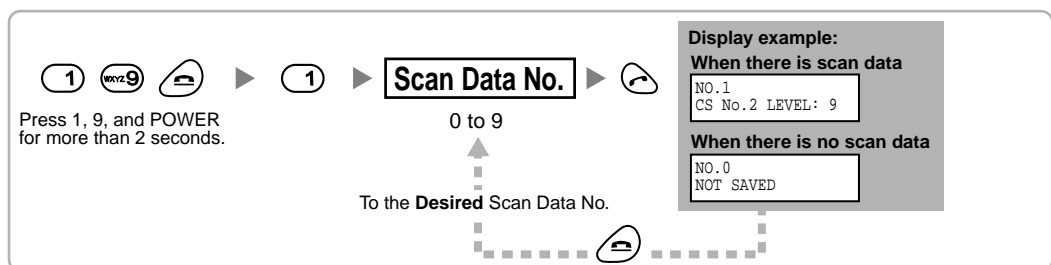 1 WXYZ9
Press 1, 9, and POWER
for more than 2 seconds.
1
Scan Data No.
0 to 9
To the Desired Scan Data No.
Display example:
When there is scan data
NO.1
CS No.2 LEVEL: 9
When there is no scan data
NO.0
NOT SAVED